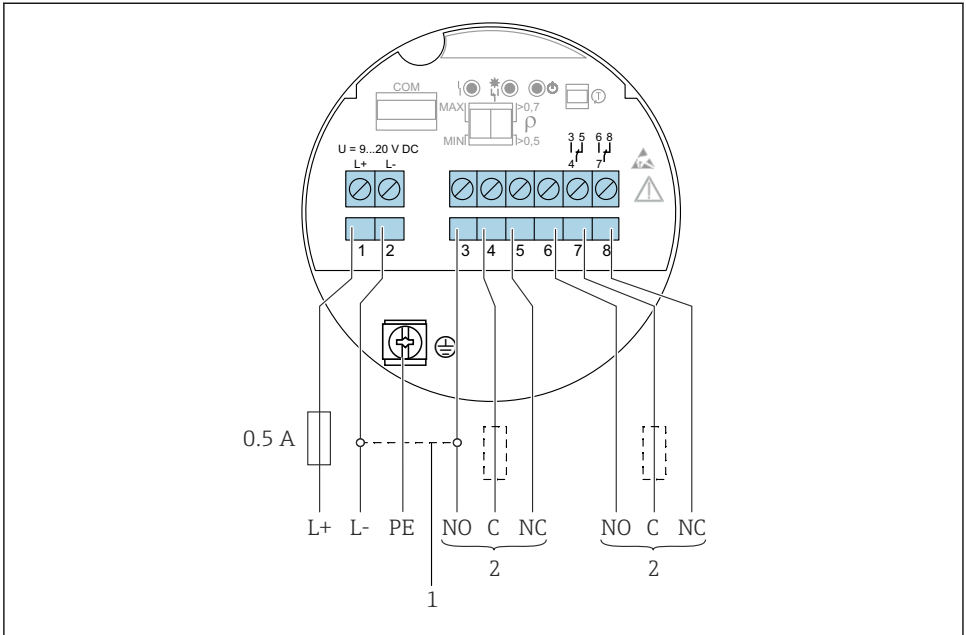 COM
MAX >0,7
ρ
MIN >0,5
T
U = 9...20 V DC
L+ L-
3 5 6 8
4 7
1 2 3 4 5 6 7 8
0.5 A
L+ L- PE NO C NC NO C NC
2 2
1